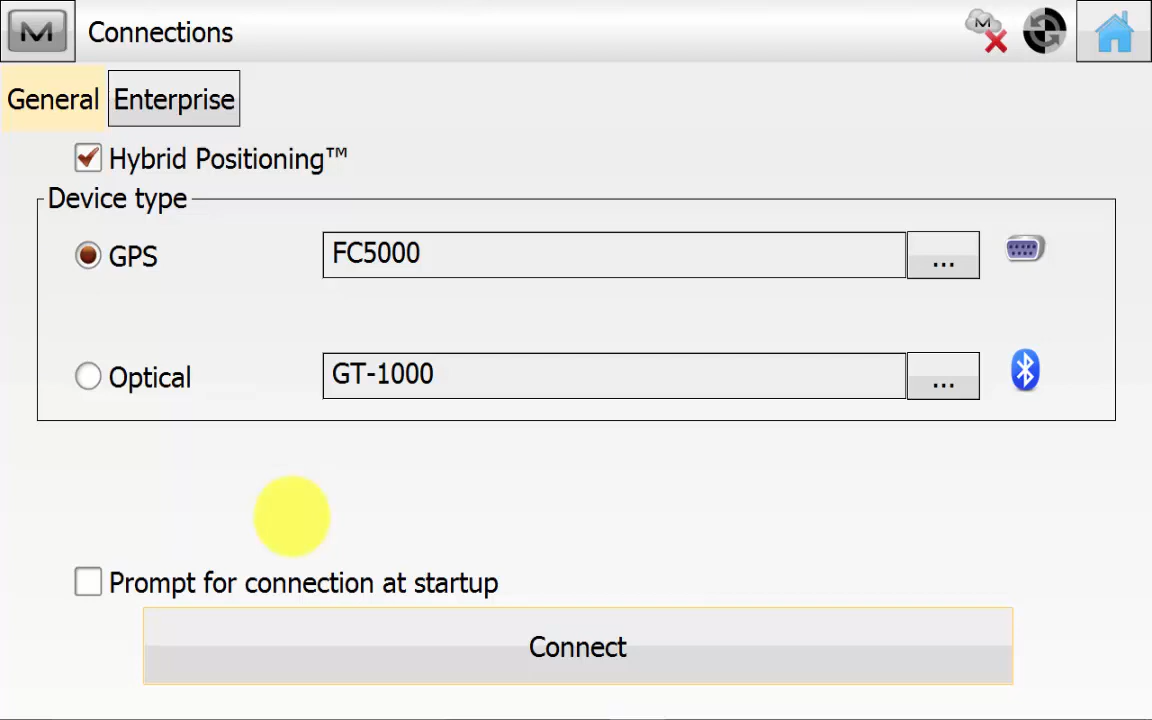 M Connections M
General Enterprise
Hybrid Positioning™
Device type
GPS FC5000 ...
Optical GT-1000 ...
Prompt for connection at startup
Connect